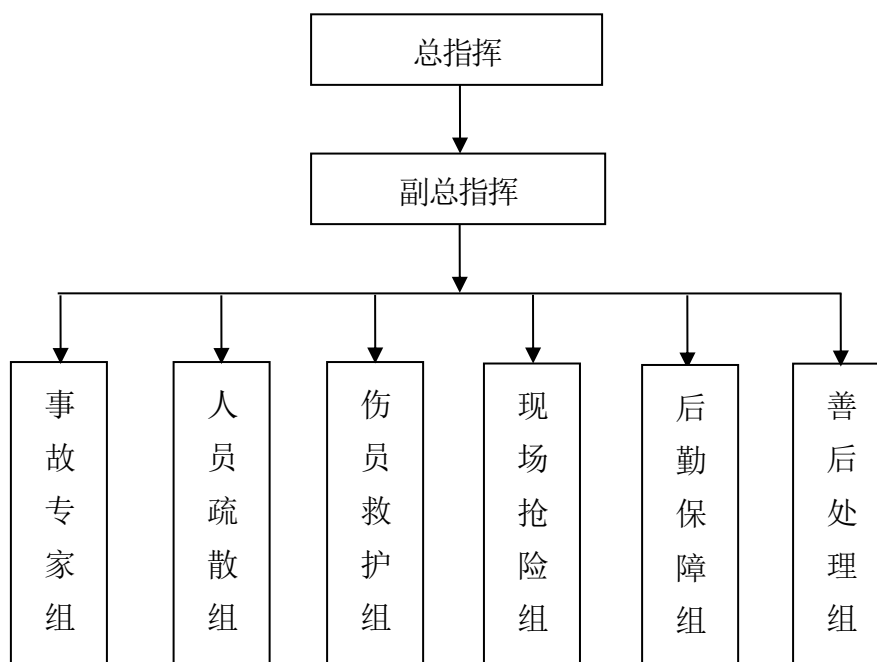 总指挥
副总指挥
事故专家组
人员疏散组
伤员救护组
现场抢险组
后勤保障组
善后处理组